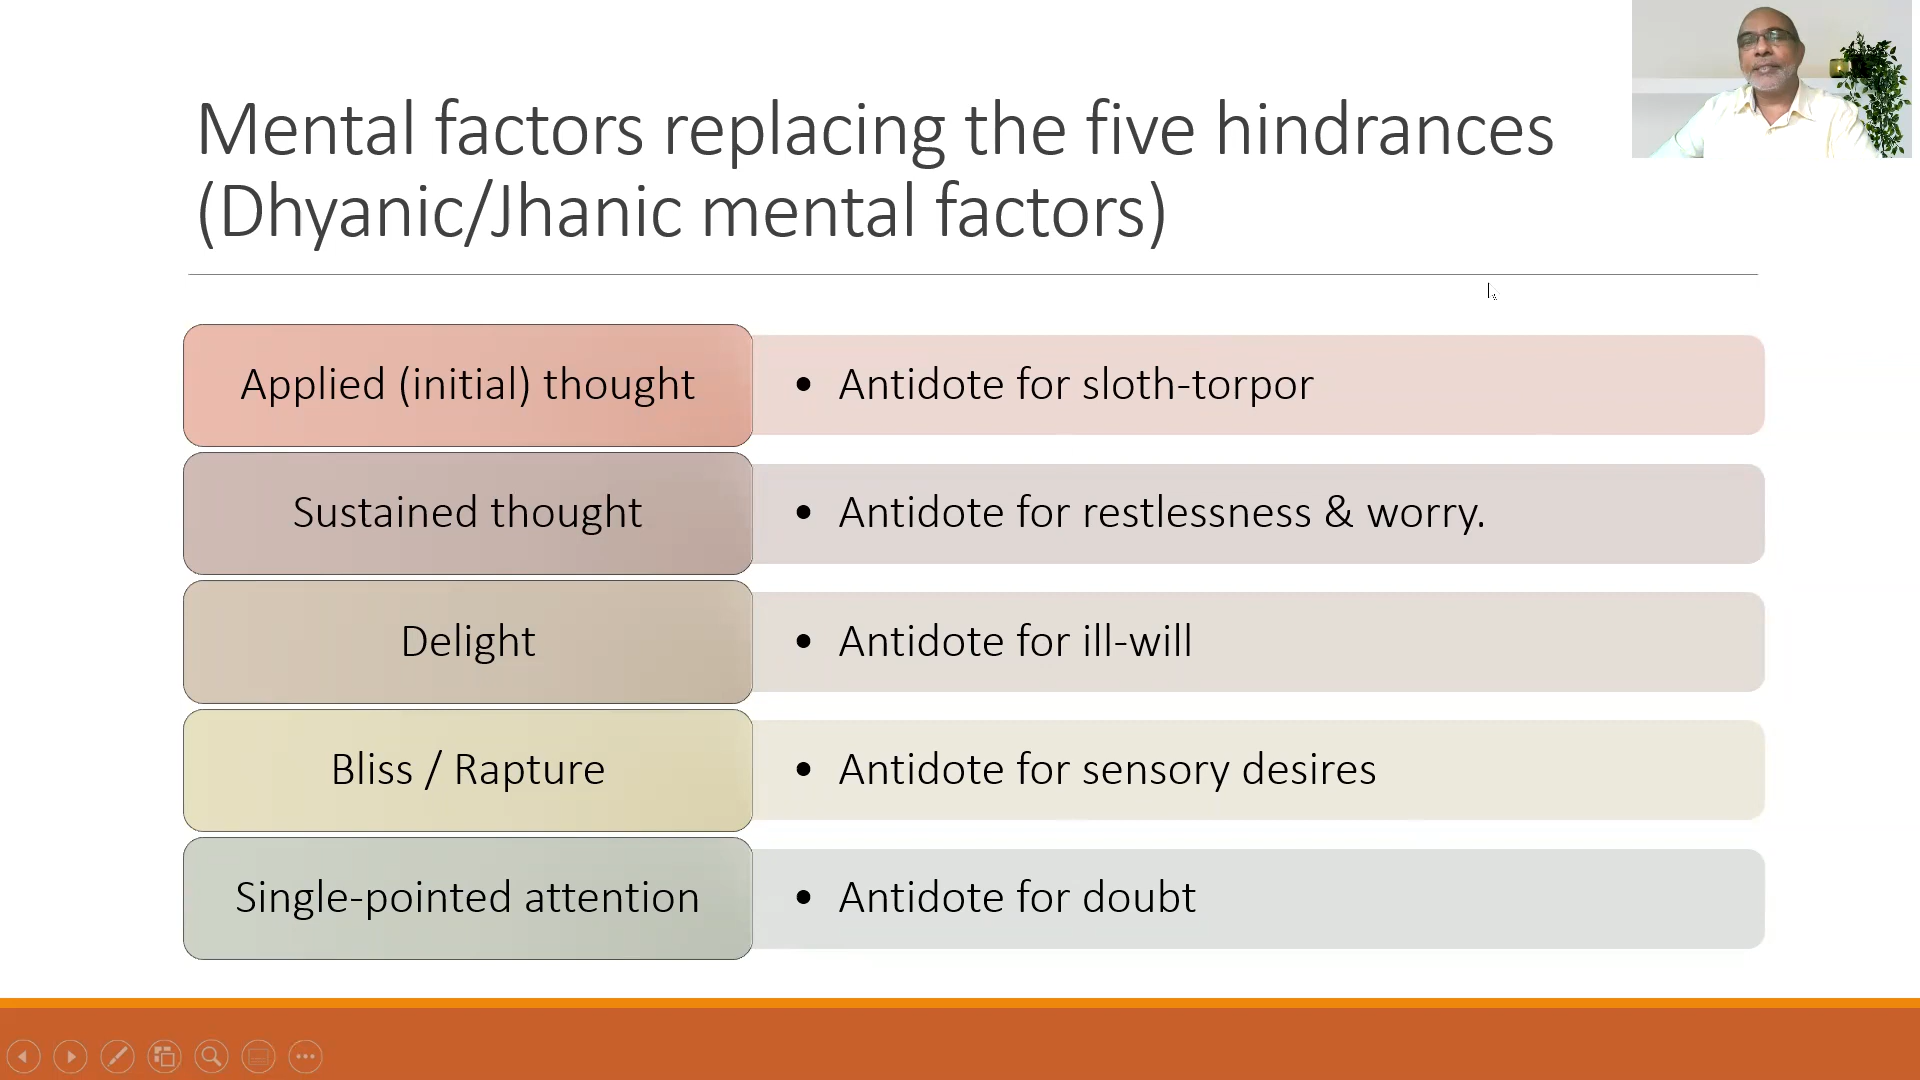 Mental factors replacing the five hindrances
(Dhyanic/Jhanic mental factors)
Applied (initial) thought
• Antidote for sloth-torpor
Sustained thought
• Antidote for restlessness & worry.
Delight
• Antidote for ill-will
Bliss / Rapture
• Antidote for sensory desires
Single-pointed attention
• Antidote for doubt